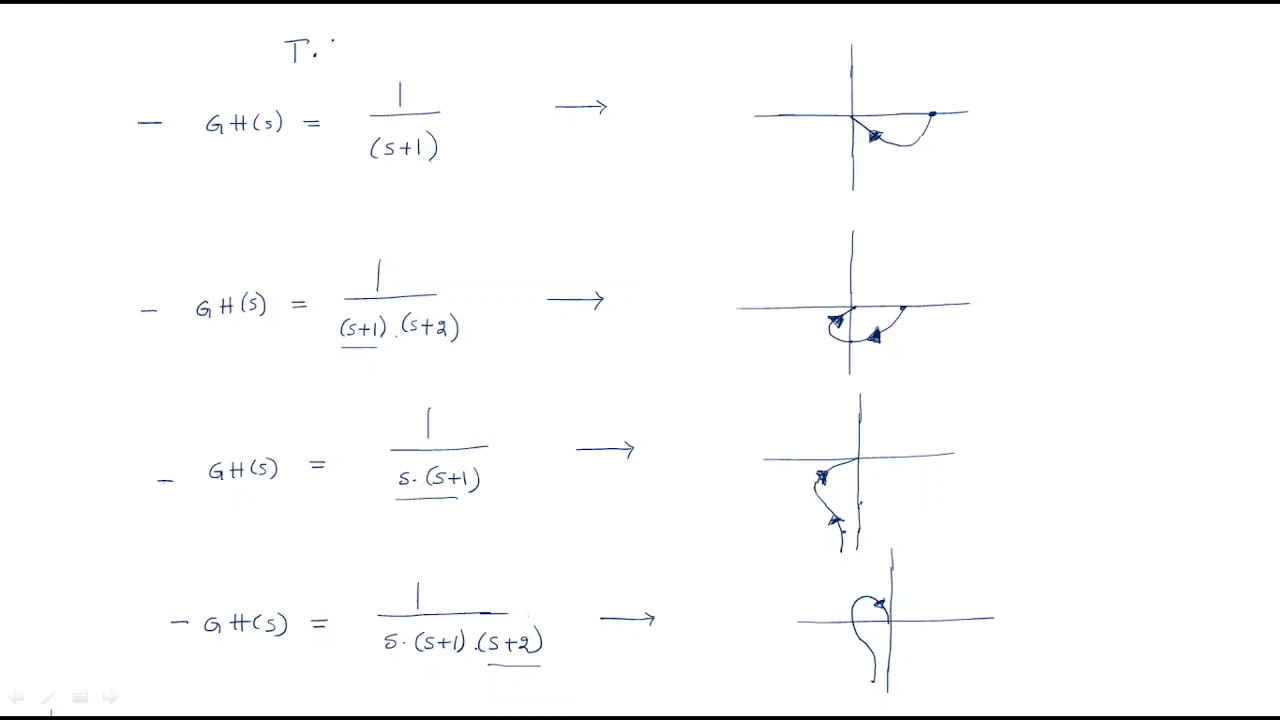 T.
- GH(s) = 1/(s+1) →
- GH(s) = 1/(s+1).(s+2) →
- GH(s) = 1/s.(s+1) →
- GH(s) = 1/s.(s+1).(s+2) →